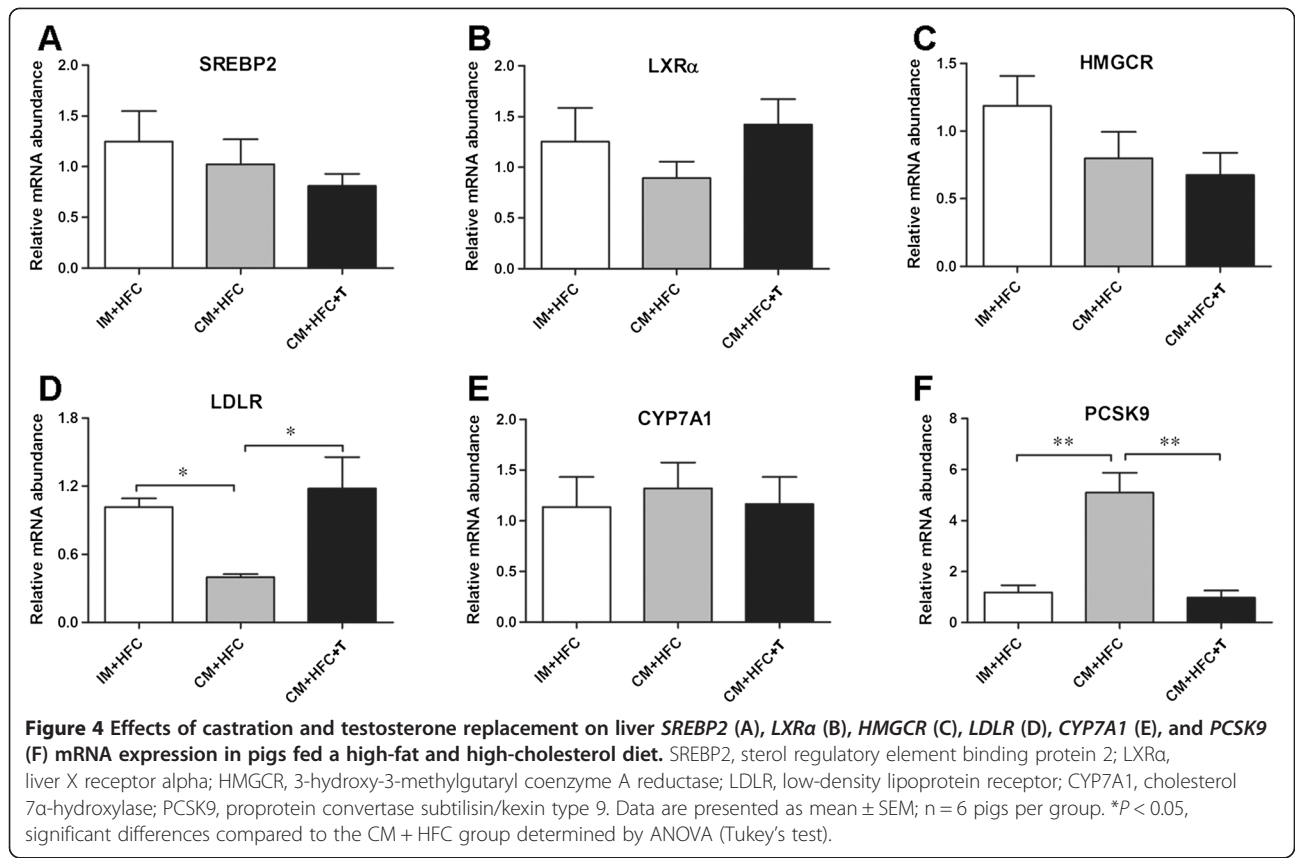 A
SREBP2
Relative mRNA abundance
2.0
1.5
1.0
0.5
0.0
IM+HFC
CM+HFC
CM+HFC+T
B
LXRα
Relative mRNA abundance
2.0
1.5
1.0
0.5
0.0
IM+HFC
CM+HFC
CM+HFC+T
C
HMGCR
Relative mRNA abundance
1.5
1.0
0.5
0.0
IM+HFC
CM+HFC
CM+HFC+T
D
LDLR
Relative mRNA abundance
1.8
1.2
0.6
0.0
*
*
IM+HFC
CM+HFC
CM+HFC+T
E
CYP7A1
Relative mRNA abundance
2.0
1.5
1.0
0.5
0.0
IM+HFC
CM+HFC
CM+HFC+T
F
PCSK9
Relative mRNA abundance
8
6
4
2
0
**
**
IM+HFC
CM+HFC
CM+HFC+T
Figure 4 Effects of castration and testosterone replacement on liver SREBP2 (A), LXRα (B), HMGCR (C), LDLR (D), CYP7A1 (E), and PCSK9
(F) mRNA expression in pigs fed a high-fat and high-cholesterol diet. SREBP2, sterol regulatory element binding protein 2; LXRα,
liver X receptor alpha; HMGCR, 3-hydroxy-3-methylgutaryl coenzyme A reductase; LDLR, low-density lipoprotein receptor; CYP7A1, cholesterol
7α-hydroxylase; PCSK9, proprotein convertase subtilisin/kexin type 9. Data are presented as mean ± SEM; n = 6 pigs per group. *P < 0.05,
significant differences compared to the CM + HFC group determined by ANOVA (Tukey's test).